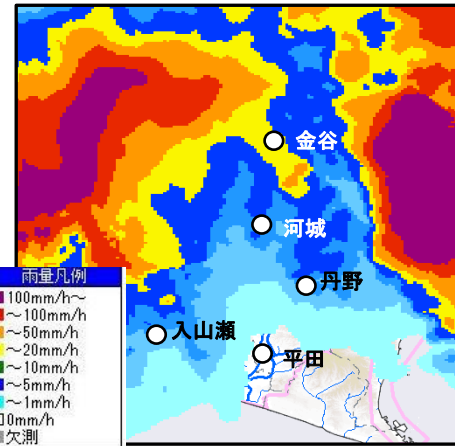 金谷
河城
丹野
入山瀬
平田
雨量凡例
100mm/h～
～100mm/h
～50mm/h
～20mm/h
～10mm/h
～5mm/h
～1mm/h
0mm/h
欠測